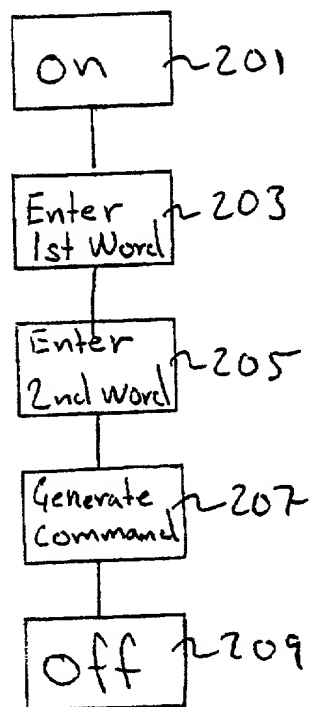 on 201
Enter 203
1st Word
Enter
2nd Word 205
Generate 207
Command
off 209